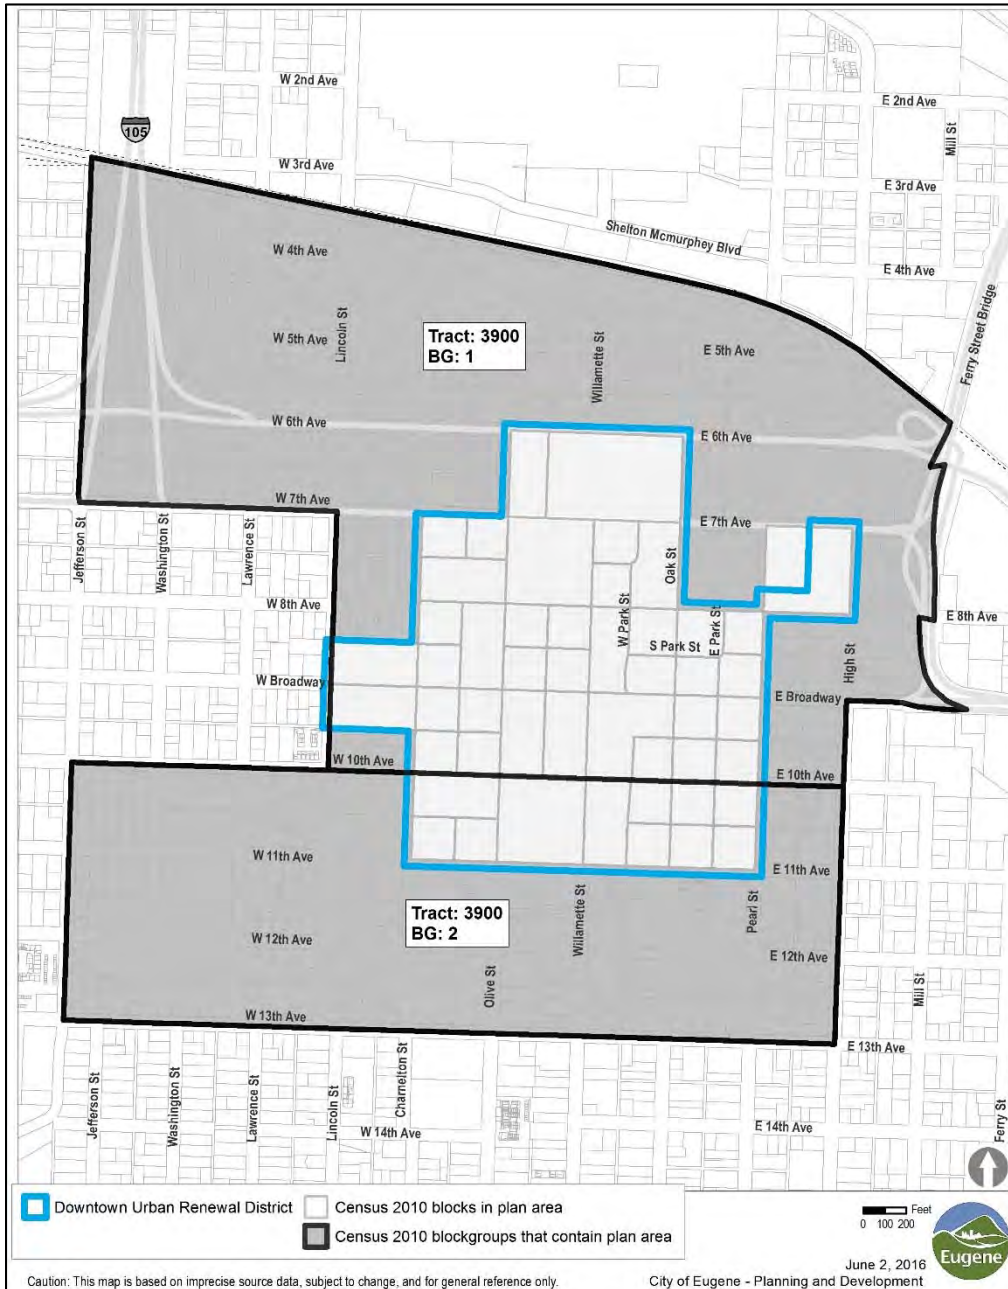 W 2nd Ave
E 2nd Ave
Mill St
105
W 3rd Ave
E 3rd Ave
Shelton Mcmurphey Blvd
W 4th Ave
E 4th Ave
Ferry Street Bridge
Lincoln St
W 5th Ave
Tract: 3900
BG: 1
Willamette St
E 5th Ave
W 6th Ave
E 6th Ave
W 7th Ave
E 7th Ave
Jefferson St
Washington St
Lawrence St
Oak St
W 8th Ave
W Park St
E Park St
E 8th Ave
S Park St
High St
W Broadway
E Broadway
W 10th Ave
E 10th Ave
W 11th Ave
E 11th Ave
Tract: 3900
BG: 2
Willamette St
Pearl St
W 12th Ave
E 12th Ave
Olive St
Mill St
W 13th Ave
E 13th Ave
Jefferson St
Washington St
Lawrence St
Lincoln St
Charnelton St
W 14th Ave
E 14th Ave
Ferry St
Downtown Urban Renewal District
Census 2010 blocks in plan area
Census 2010 blockgroups that contain plan area
Feet
0 100 200
Eugene
June 2, 2016
Caution: This map is based on imprecise source data, subject to change, and for general reference only.
City of Eugene - Planning and Development